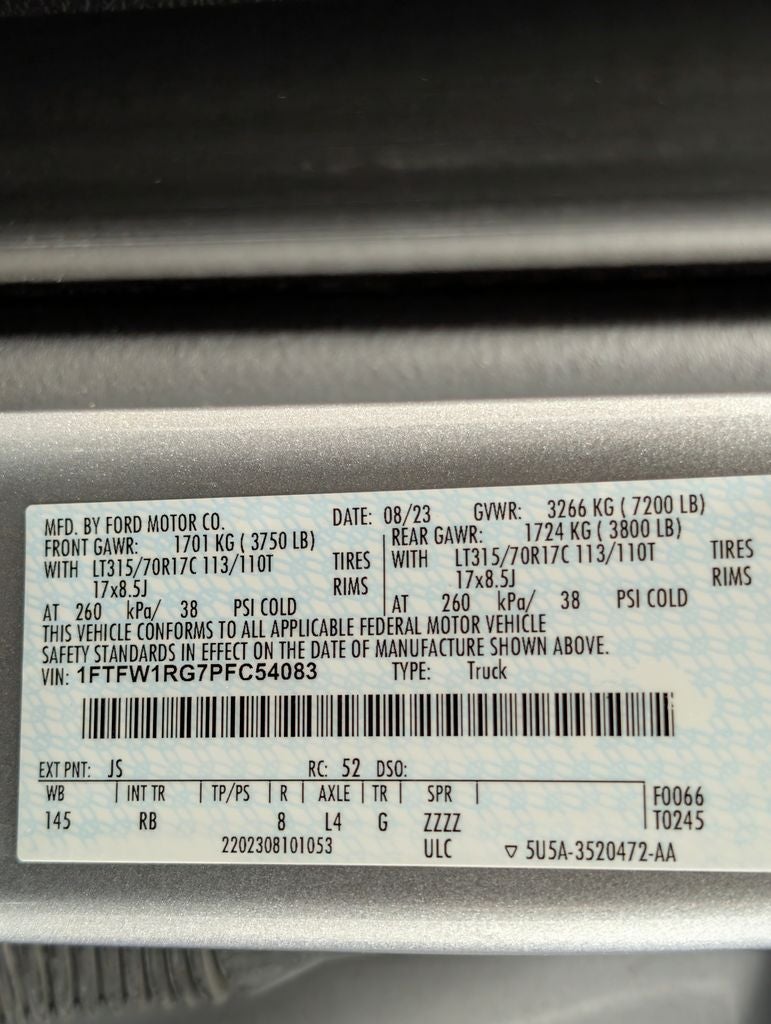 MFD. BY FORD MOTOR CO. DATE: 08/23 GVWR: 3266 KG ( 7200 LB)
FRONT GAWR: 1701 KG ( 3750 LB) REAR GAWR: 1724 KG ( 3800 LB)
WITH LT315/70R17C 113/110T TIRES WITH LT315/70R17C 113/110T TIRES
17x8.5J RIMS 17x8.5J RIMS
AT 260 kPa/ 38 PSI COLD AT 260 kPa/ 38 PSI COLD
THIS VEHICLE CONFORMS TO ALL APPLICABLE FEDERAL MOTOR VEHICLE
SAFETY STANDARDS IN EFFECT ON THE DATE OF MANUFACTURE SHOWN ABOVE.
VIN: 1FTFW1RG7PFC54083 TYPE: Truck
EXT PNT: JS RC: 52 DSO:
WB INT TR TP/PS R AXLE TR SPR F0066
145 RB 8 L4 G ZZZZ T0245
2202308101053 ULC ▽ 5U5A-3520472-AA